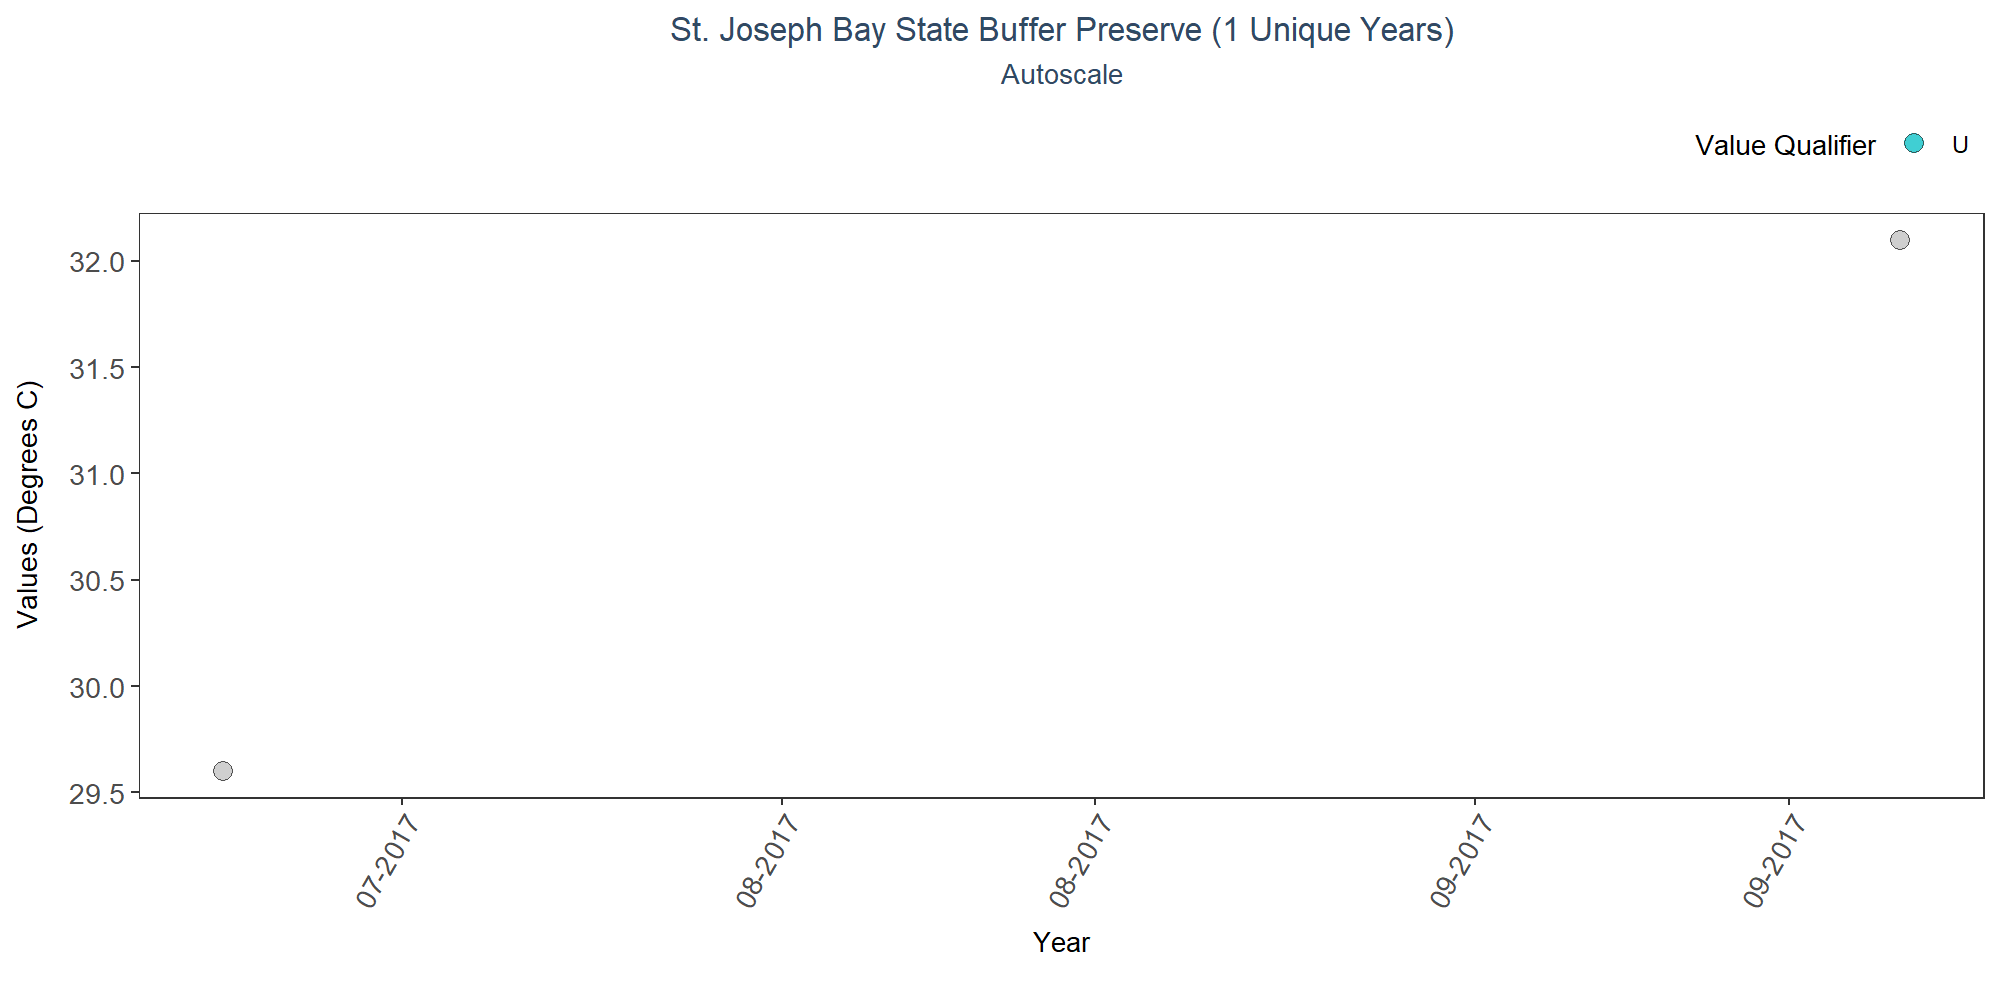 St. Joseph Bay State Buffer Preserve (1 Unique Years)
Autoscale
Value Qualifier U
Values (Degrees C)
32.0
31.5
31.0
30.5
30.0
29.5
07-2017 08-2017 08-2017 09-2017 09-2017
Year